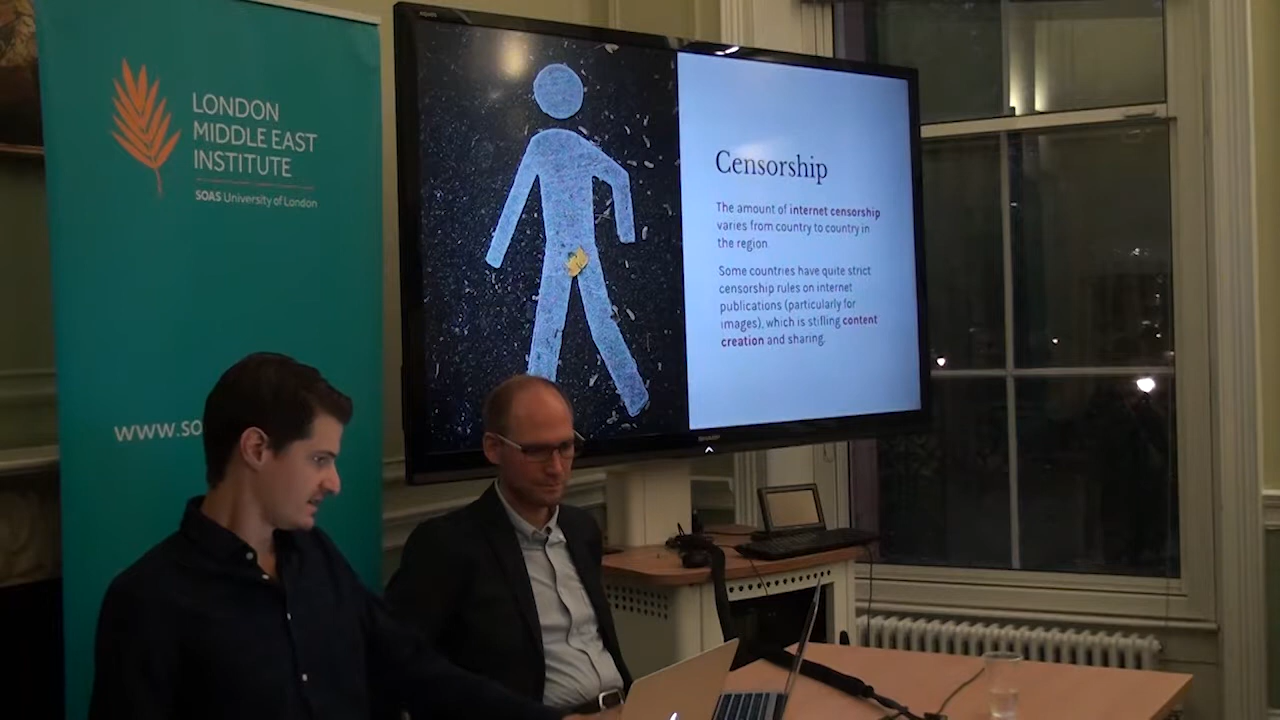 LONDON
MIDDLE EAST
INSTITUTE
SOAS University of London
www.so
Censorship
The amount of internet censorship
varies from country to country in
the region
Some countries have quite strict
censorship rules on internet
publications (particularly for
images), which is stifling content
creation and sharing.
SHARP